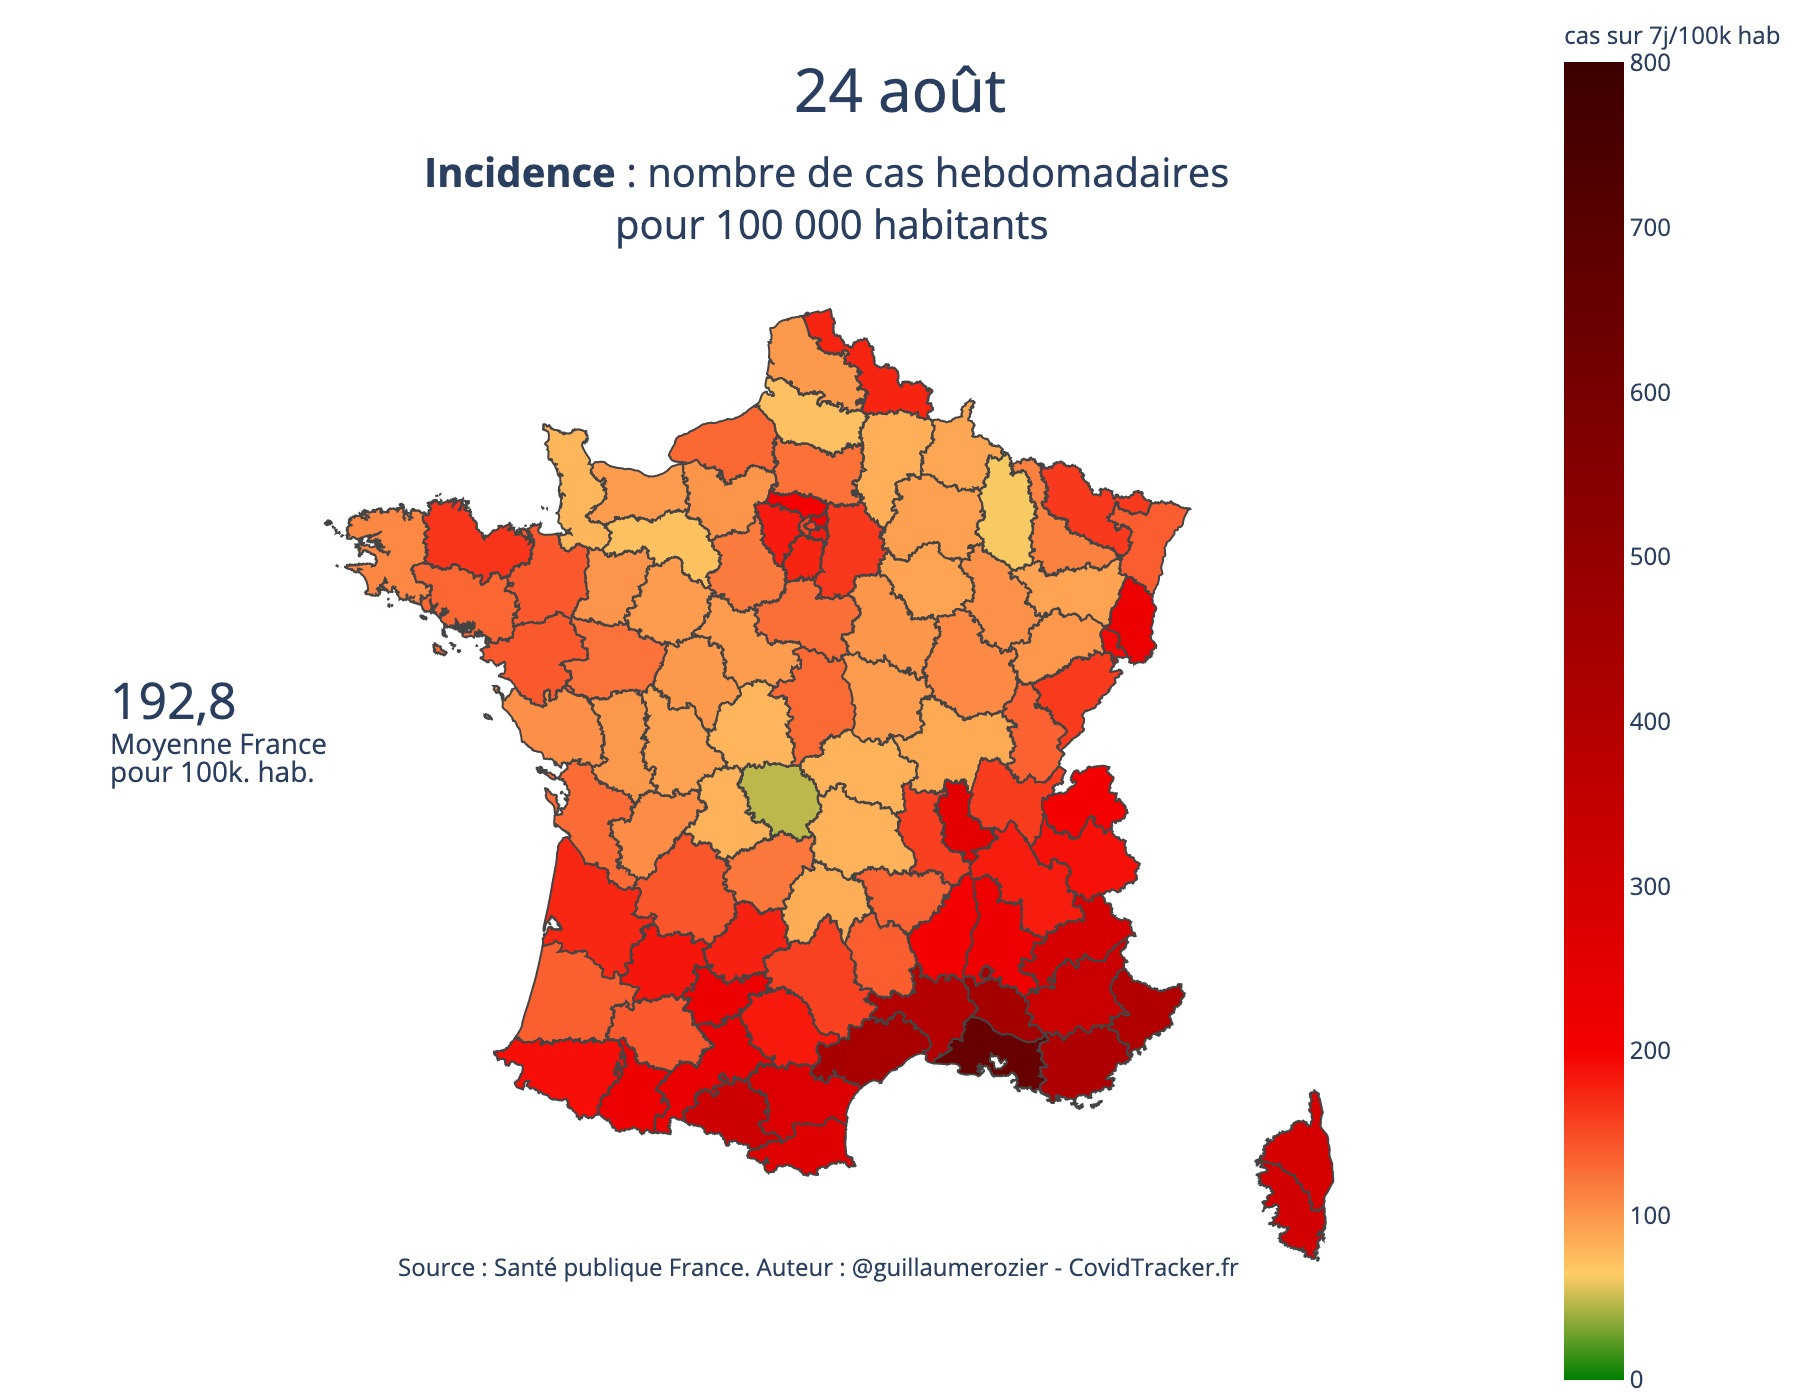 cas sur 7j/100k hab
24 août
Incidence : nombre de cas hebdomadaires
pour 100 000 habitants
800
700
600
500
400
300
200
100
0
192,8
Moyenne France
pour 100k. hab.
Source : Santé publique France. Auteur : @guillaumerozier - CovidTracker.fr